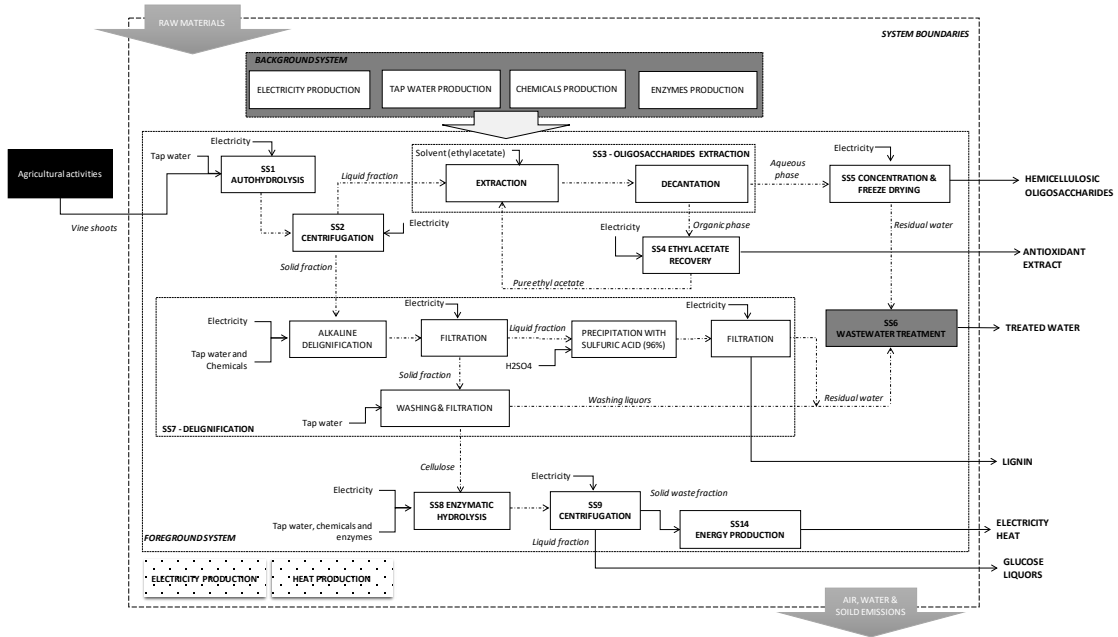 RAW MATERIALS
SYSTEM BOUNDARIES
BACKGROUND SYSTEM
ELECTRICITY PRODUCTION
TAP WATER PRODUCTION
CHEMICALS PRODUCTION
ENZYMES PRODUCTION
Agricultural activities
Vine shoots
Electricity
Tap water
SS1
AUTOHYDROLYSIS
SS2
CENTRIFUGATION
Electricity
Liquid fraction
Solid fraction
Solvent (ethyl acetate)
SS3 - OLIGOSACCHARIDES EXTRACTION
EXTRACTION
DECANTATION
Aqueous
phase
Electricity
SS5 CONCENTRATION &
FREEZE DRYING
HEMICELLULOSIC
OLIGOSACCHARIDES
Organic phase
Electricity
SS4 ETHYL ACETATE
RECOVERY
Pure ethyl acetate
Residual water
ANTIOXIDANT
EXTRACT
Electricity
Tap water and
Chemicals
ALKALINE
DELIGNIFICATION
Electricity
FILTRATION
Liquid fraction
H2SO4
PRECIPITATION WITH
SULFURIC ACID (96%)
Electricity
FILTRATION
SS6
WASTEWATER TREATMENT
TREATED WATER
Solid fraction
WASHING & FILTRATION
Tap water
Washing liquors
Residual water
SS7 - DELIGNIFICATION
LIGNIN
Cellulose
Electricity
Tap water, chemicals and
enzymes
SS8 ENZYMATIC
HYDROLYSIS
Electricity
SS9
CENTRIFUGATION
Solid waste fraction
Liquid fraction
SS14
ENERGY PRODUCTION
ELECTRICITY
HEAT
FOREGROUND SYSTEM
GLUCOSE
LIQUORS
ELECTRICITY PRODUCTION
HEAT PRODUCTION
AIR, WATER &
SOILD EMISSIONS